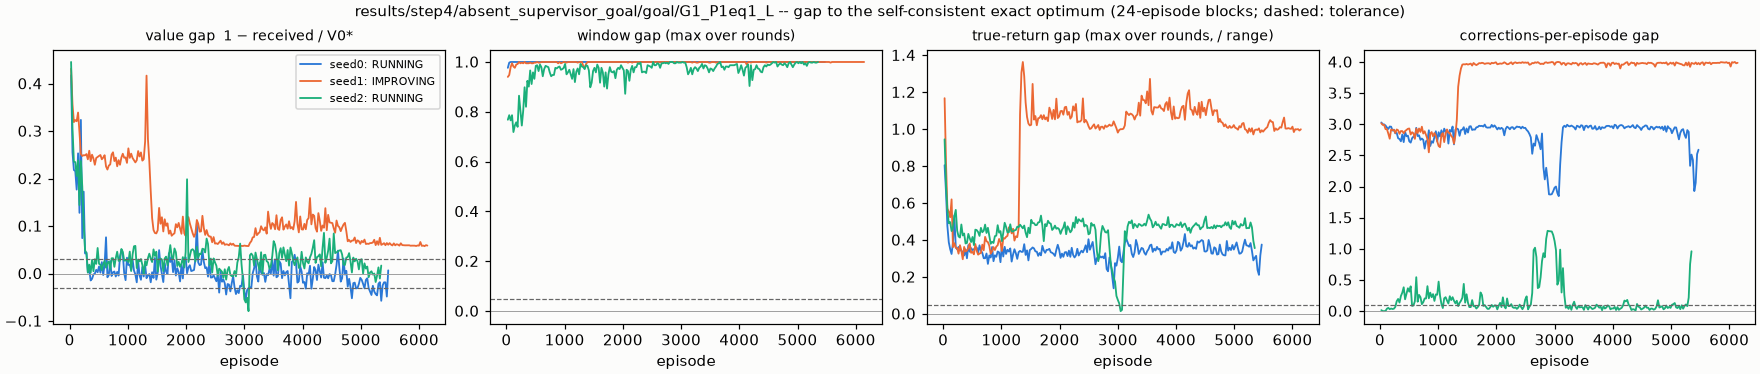 results/step4/absent_supervisor_goal/goal/G1_P1eq1_L -- gap to the self-consistent exact optimum (24-episode blocks; dashed: tolerance)
value gap 1 − received / V0*
0.4
0.3
0.2
0.1
0.0
−0.1
seed0: RUNNING
seed1: IMPROVING
seed2: RUNNING
0 1000 2000 3000 4000 5000 6000
episode
window gap (max over rounds)
1.0
0.8
0.6
0.4
0.2
0.0
0 1000 2000 3000 4000 5000 6000
episode
true-return gap (max over rounds, / range)
1.4
1.2
1.0
0.8
0.6
0.4
0.2
0.0
0 1000 2000 3000 4000 5000 6000
episode
corrections-per-episode gap
4.0
3.5
3.0
2.5
2.0
1.5
1.0
0.5
0.0
0 1000 2000 3000 4000 5000 6000
episode